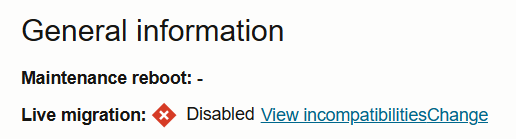 General information
Maintenance reboot: -
Live migration: Disabled View incompatibilitiesChange